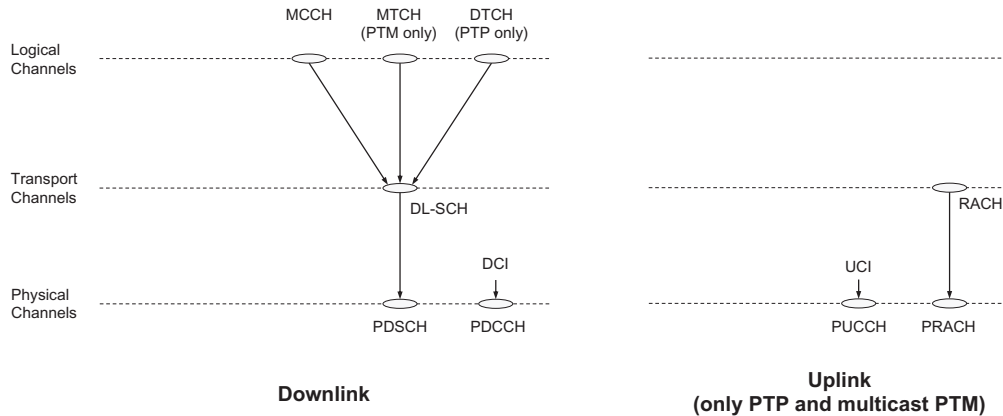 MCCH
MTCH
(PTM only)
DTCH
(PTP only)
Logical
Channels
Transport
Channels
DL-SCH
RACH
DCI
UCI
Physical
Channels
PDSCH
PDCCH
PUCCH
PRACH
Downlink
Uplink
(only PTP and multicast PTM)